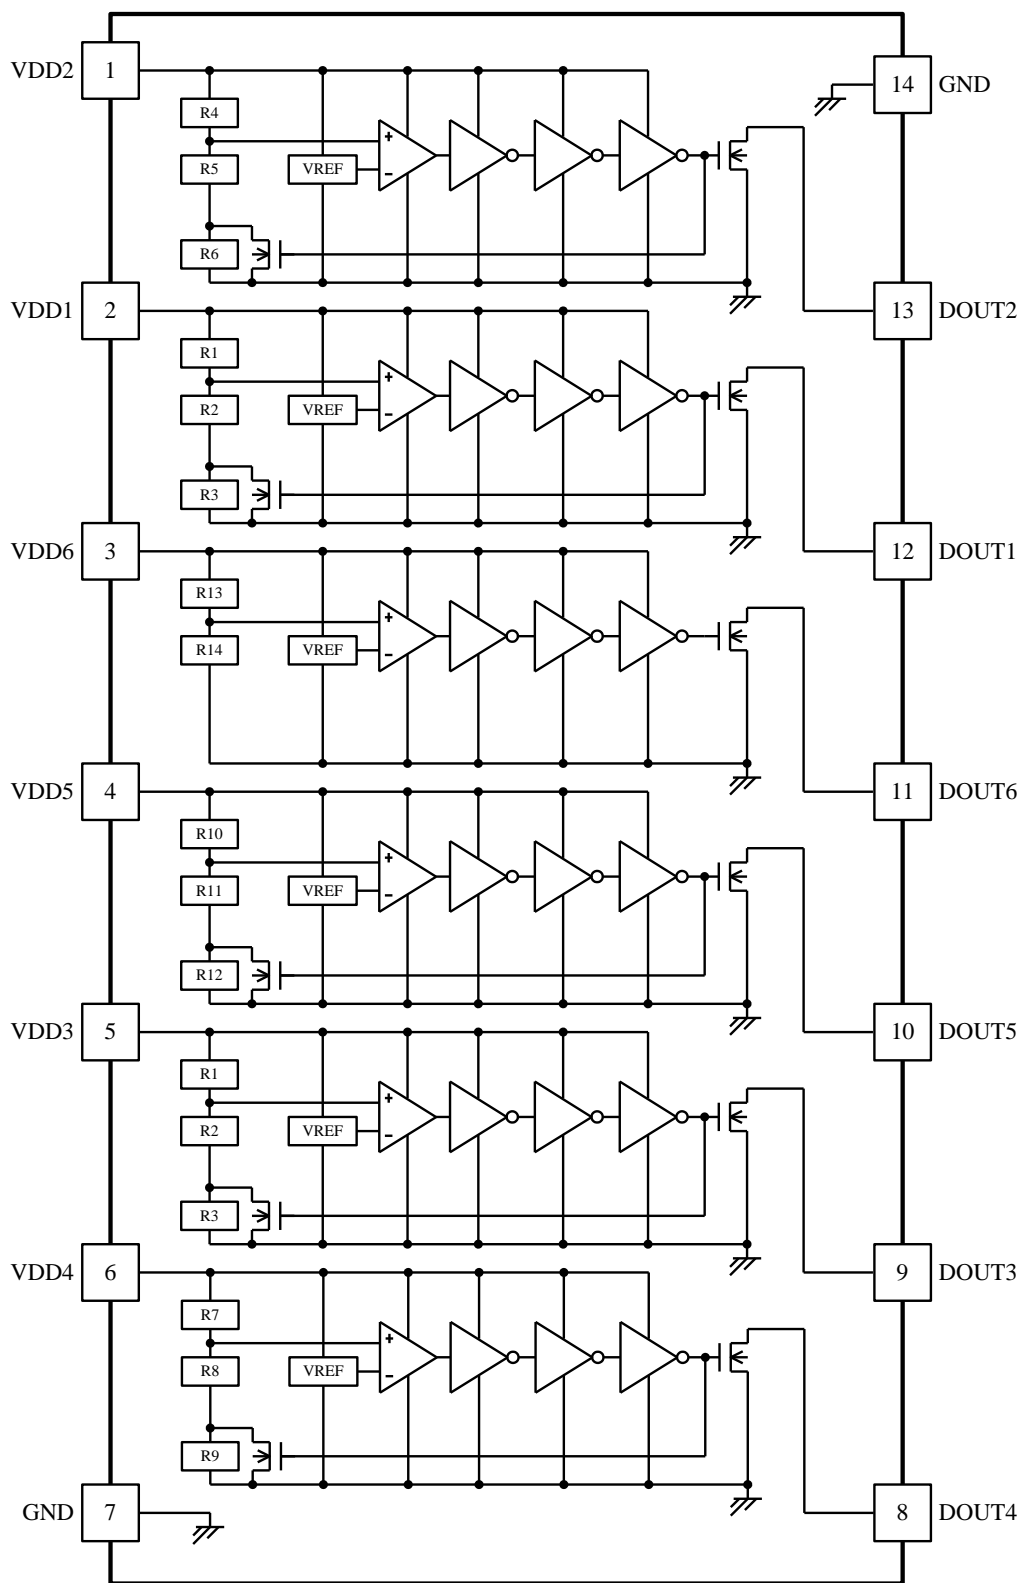 VDD2 1
14 GND
R4
+
R5
VREF
−
R6
VDD1 2
13 DOUT2
R1
+
R2
VREF
−
R3
VDD6 3
12 DOUT1
R13
+
R14
VREF
−
VDD5 4
11 DOUT6
R10
+
R11
VREF
−
R12
VDD3 5
10 DOUT5
R1
+
R2
VREF
−
R3
VDD4 6
9 DOUT3
R7
+
R8
VREF
−
R9
GND 7
8 DOUT4